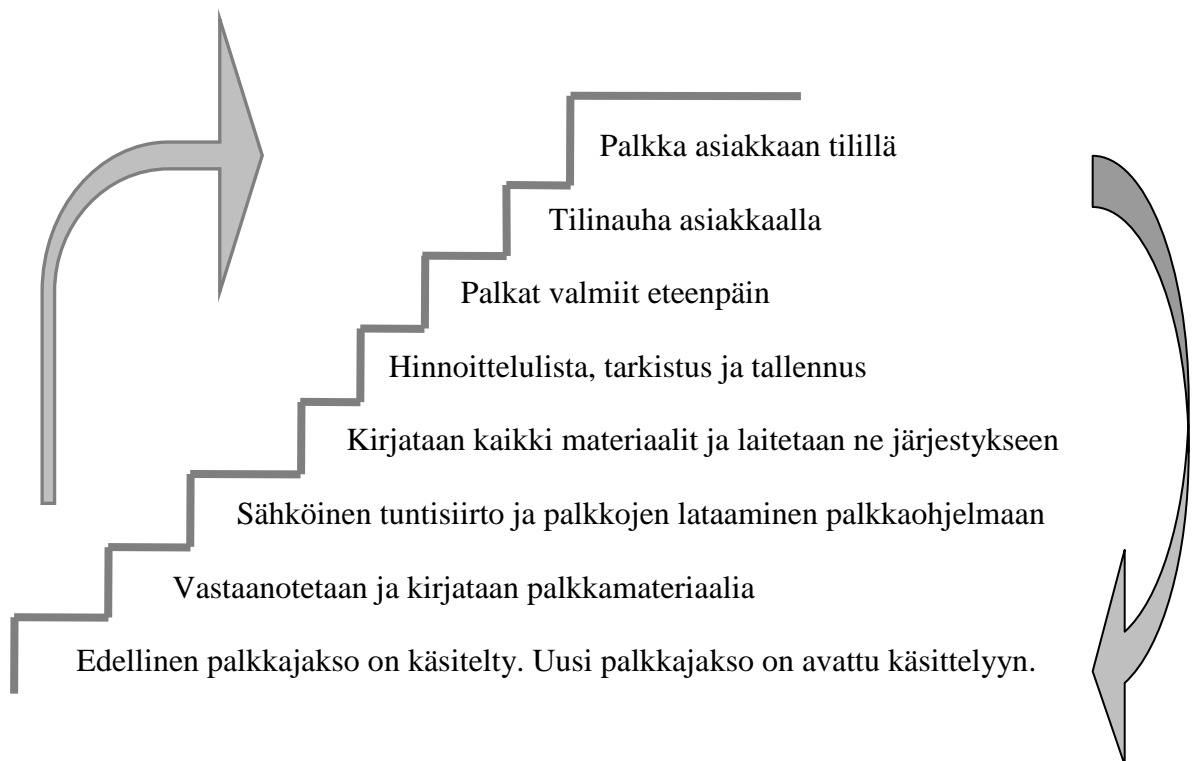 Palkka asiakkaan tilillä
Tilinauha asiakkaalla
Palkat valmiit eteenpäin
Hinnoittelulista, tarkistus ja tallennus
Kirjataan kaikki materiaalit ja laitetaan ne järjestykseen
Sähköinen tuntisiirto ja palkkojen lataaminen palkkaohjelmaan
Vastaanotetaan ja kirjataan palkkamateriaalia
Edellinen palkkajakso on käsitelty. Uusi palkkajakso on avattu käsittelyyn.